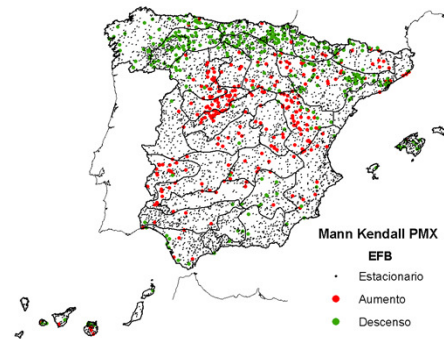 Mann Kendall PMX
EFB
Estacionario
Aumento
Descenso